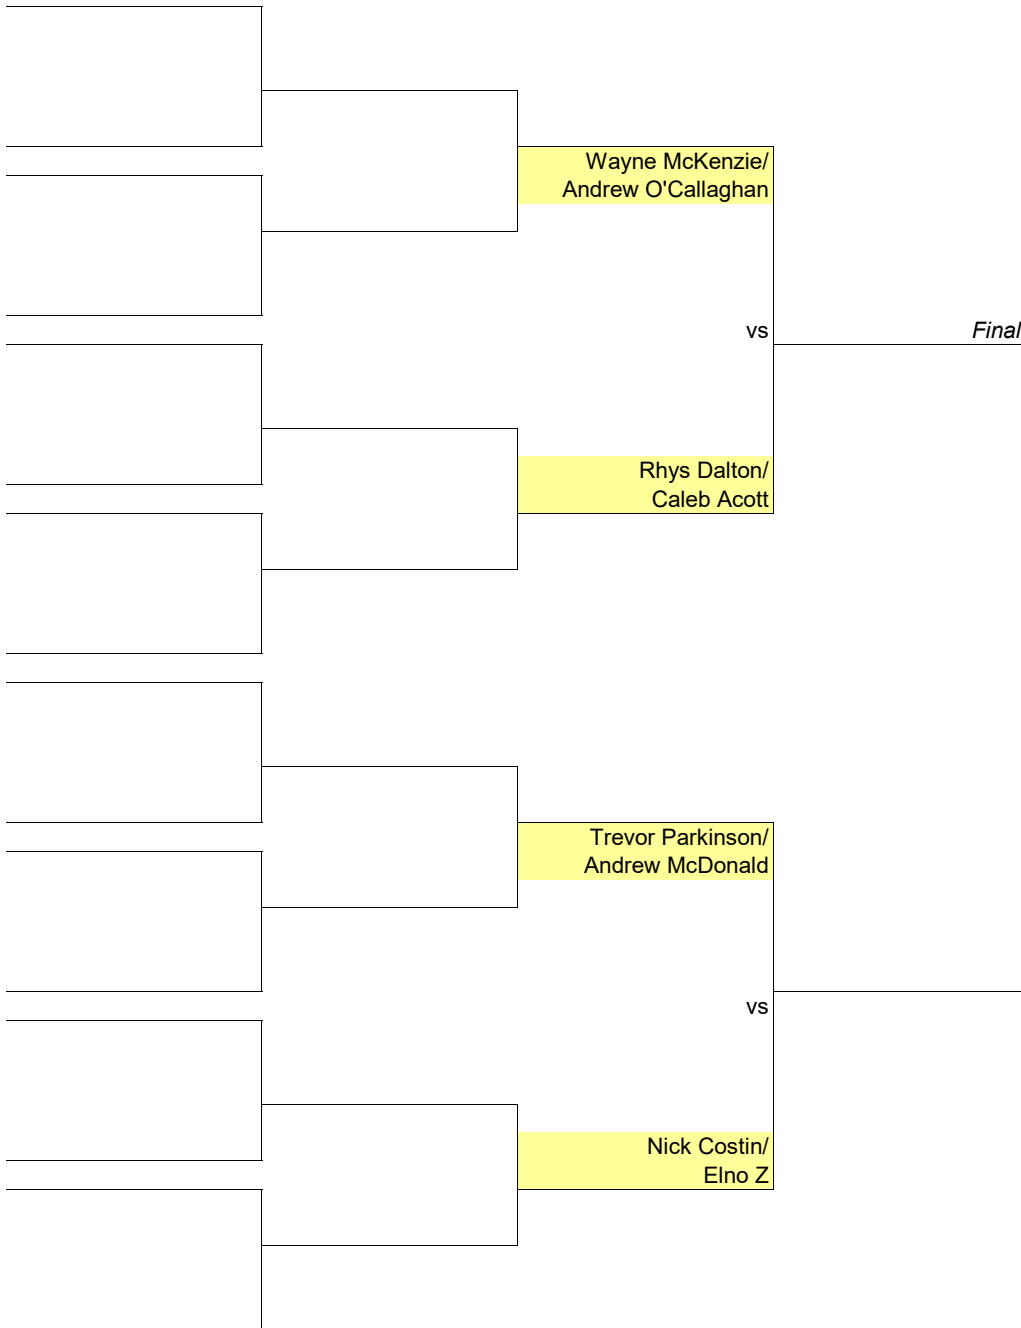 Wayne McKenzie/
Andrew O'Callaghan
vs
Final
Rhys Dalton/
Caleb Acott
Trevor Parkinson/
Andrew McDonald
vs
Nick Costin/
Elno Z